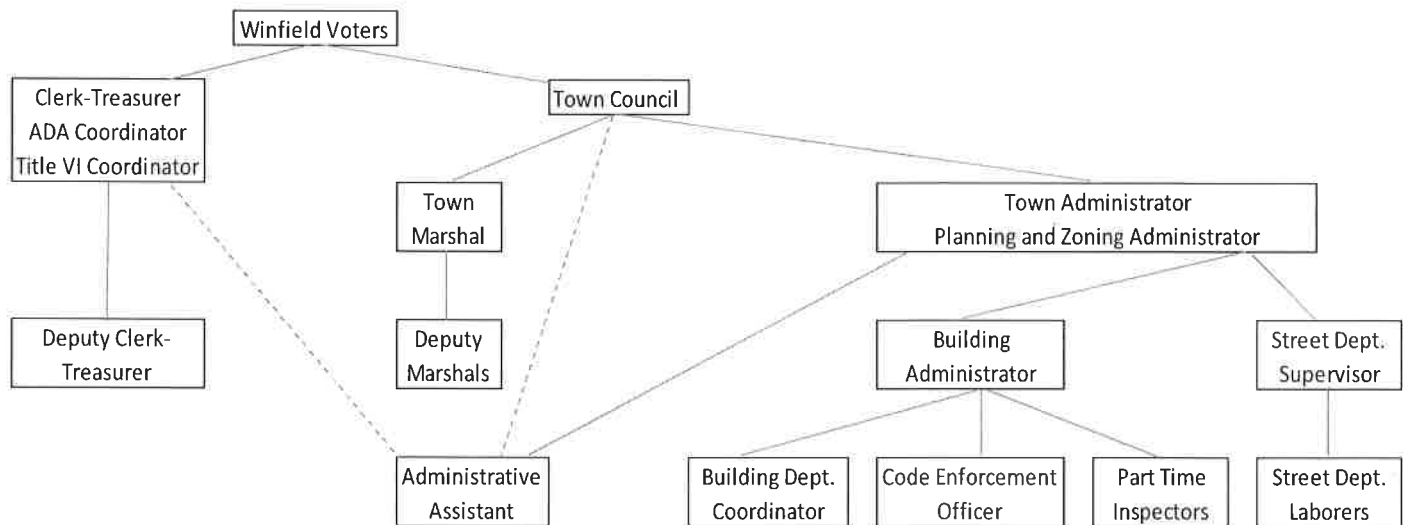 Winfield Voters
Clerk-Treasurer
ADA Coordinator
Title VI Coordinator
Town Council
Town
Marshal
Town Administrator
Planning and Zoning Administrator
Deputy Clerk-
Treasurer
Deputy
Marshals
Building
Administrator
Street Dept.
Supervisor
Administrative
Assistant
Building Dept.
Coordinator
Code Enforcement
Officer
Part Time
Inspectors
Street Dept.
Laborers